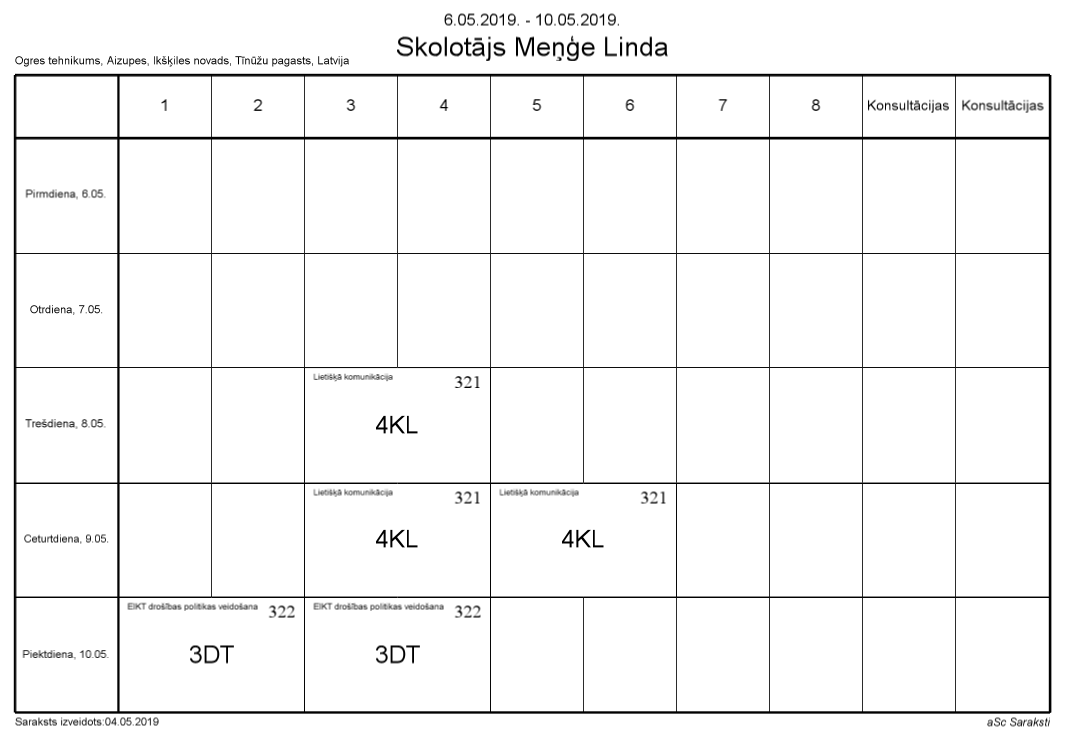 6.05.2019. - 10.05.2019.
Skolotājs Meņģe Linda
Ogres tehnikums, Aizupes, Ikšķiles novads, Tīnūžu pagasts, Latvija
1 2 3 4 5 6 7 8 Konsultācijas Konsultācijas
Pirmdiena, 6.05.
Otrdiena, 7.05.
Trešdiena, 8.05.
Lietišķā komunikācija 321
4KL
Ceturtdiena, 9.05.
Lietišķā komunikācija 321
4KL
Lietišķā komunikācija 321
4KL
Piektdiena, 10.05.
EIKT drošības politikas veidošana 322
3DT
EIKT drošības politikas veidošana 322
3DT
Saraksts izveidots:04.05.2019
aSc Saraksti